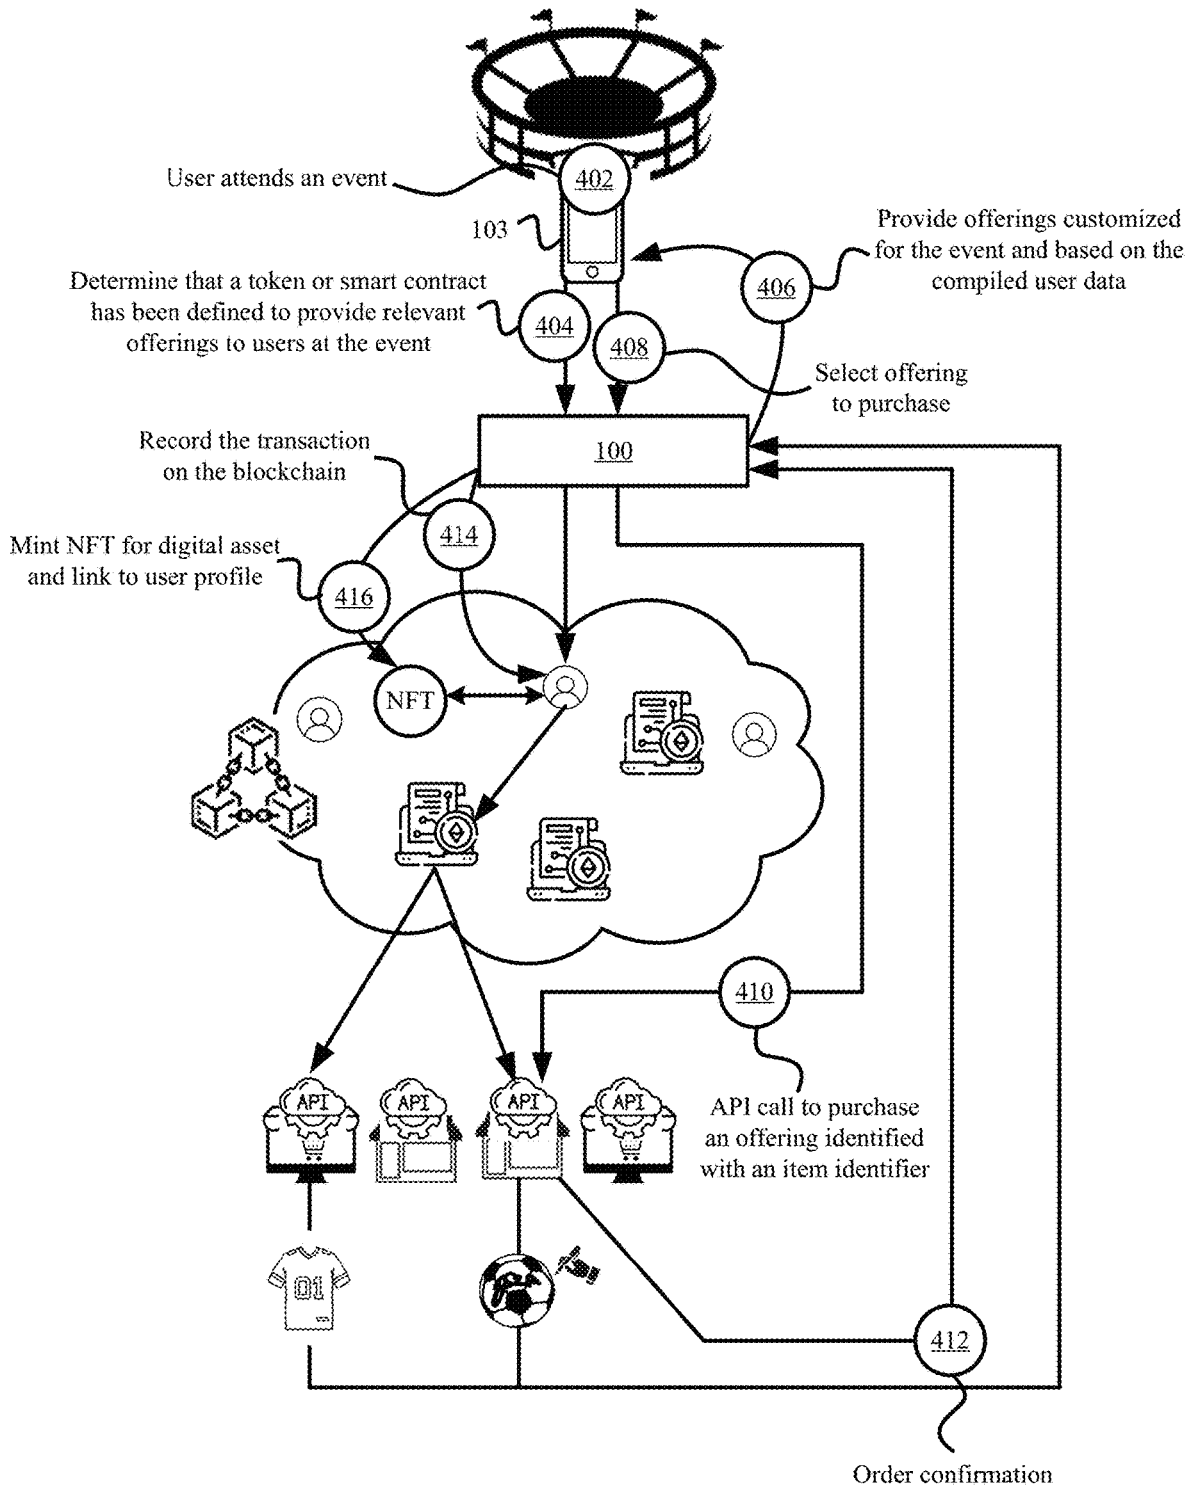 User attends an event
402
103
Provide offerings customized
for the event and based on the
compiled user data
406
Determine that a token or smart contract
has been defined to provide relevant
offerings to users at the event
404
408
Select offering
to purchase
Record the transaction
on the blockchain
100
414
Mint NFT for digital asset
and link to user profile
416
NFT
410
API
API
API
API
API call to purchase
an offering identified
with an item identifier
01
412
Order confirmation